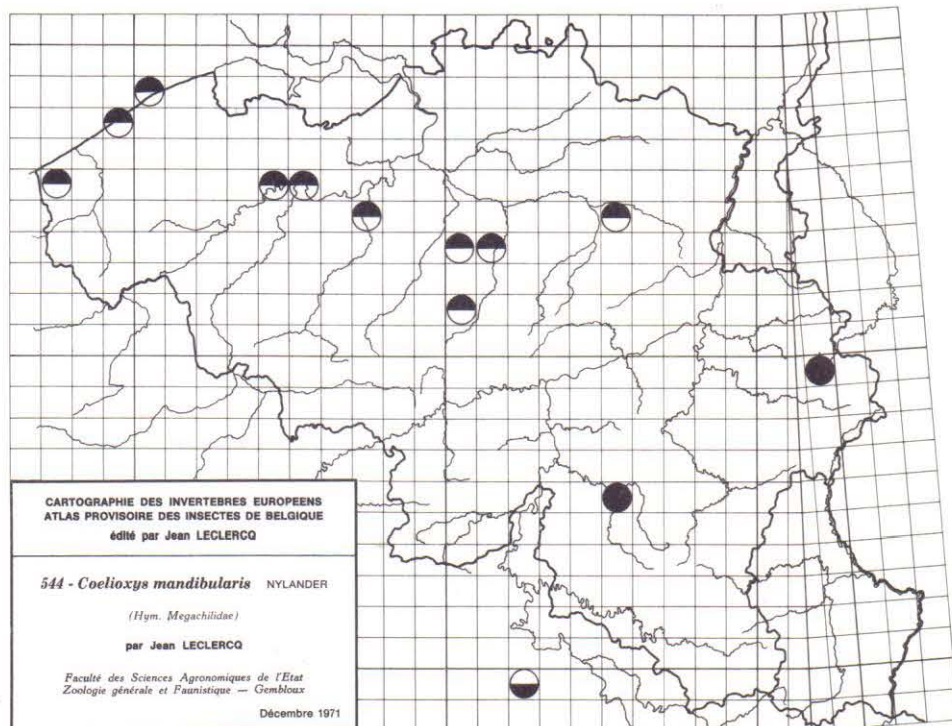 CARTOGRAPHIE DES INVERTEBRES EUROPEENS
ATLAS PROVISOIRE DES INSECTES DE BELGIQUE
édité par Jean LECLERCQ
544 - Coelioxys mandibularis NYLANDER
(Hym. Megachilidae)
par Jean LECLERCQ
Faculté des Sciences Agronomiques de l'Etat
Zoologie générale et Faunistique — Gembloux
Décembre 1971